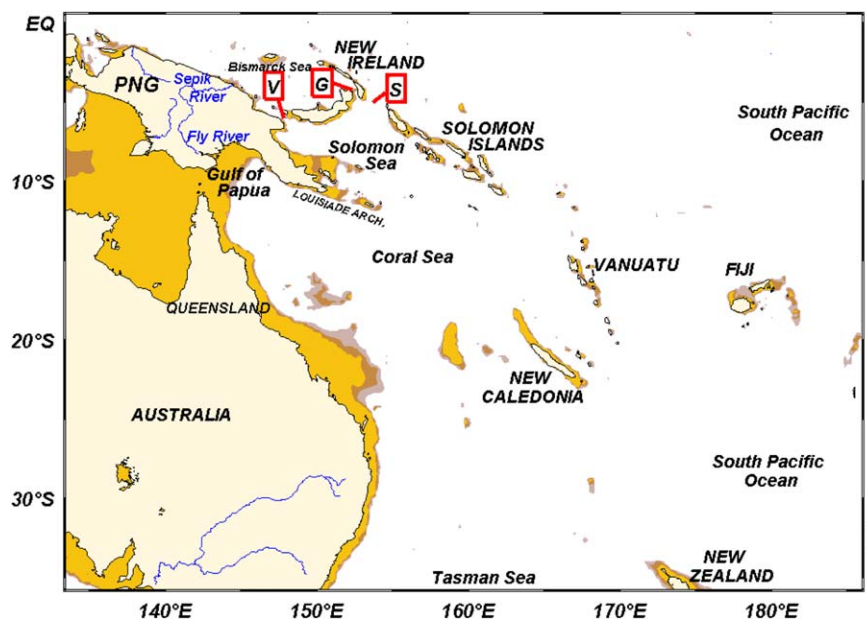 EQ
NEW
IRELAND
Bismarck Sea
PNG
Sepik
River
V
G
S
South Pacific
Ocean
Fly River
SOLOMON
ISLANDS
Solomon
Sea
10°S
Gulf of
Papua
LOUISIADE ARCH.
Coral Sea
VANUATU
FIJI
QUEENSLAND
20°S
NEW
CALEDONIA
AUSTRALIA
South Pacific
Ocean
30°S
Tasman Sea
NEW
ZEALAND
140°E
150°E
160°E
170°E
180°E